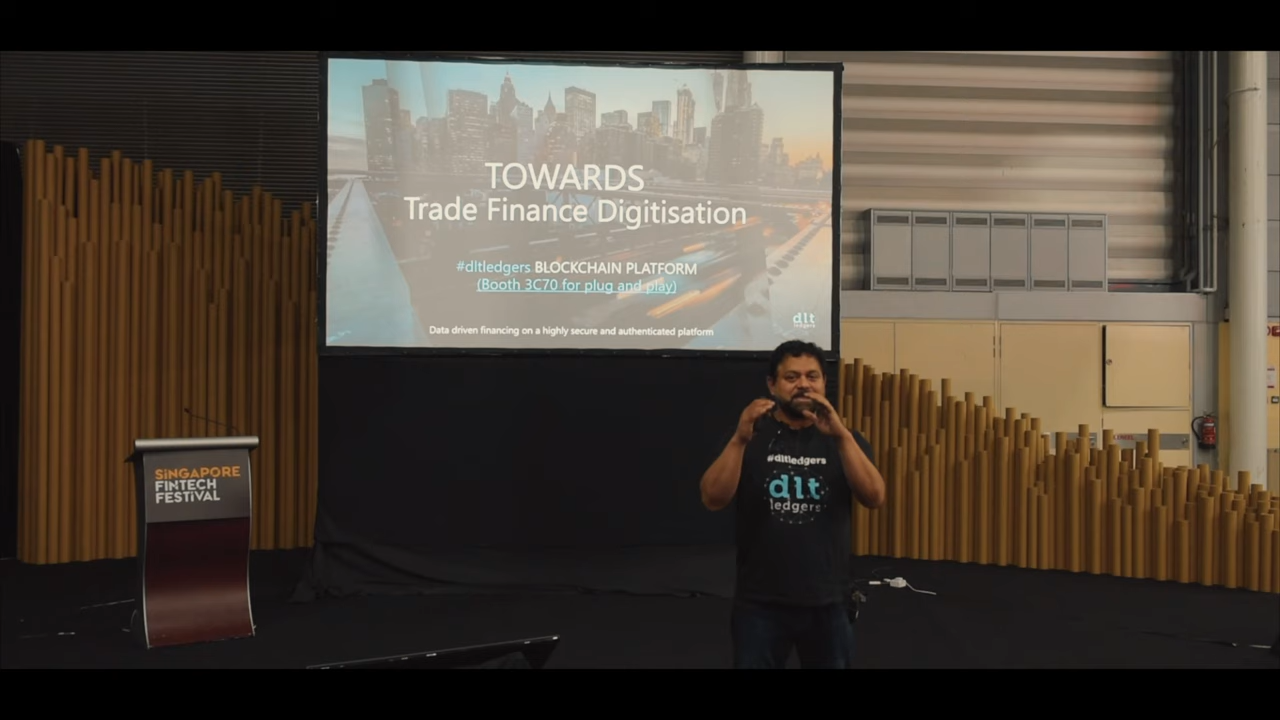 TOWARDS
Trade Finance Digitisation
#dltledgers BLOCKCHAIN PLATFORM
(Booth 3C70 for plug and play)
dlt
ledgers
Data driven financing on a highly secure and authenticated platform
SiNGAPORE
FiNTECH
FESTiVAL
#dltledgers
dlt
ledgers